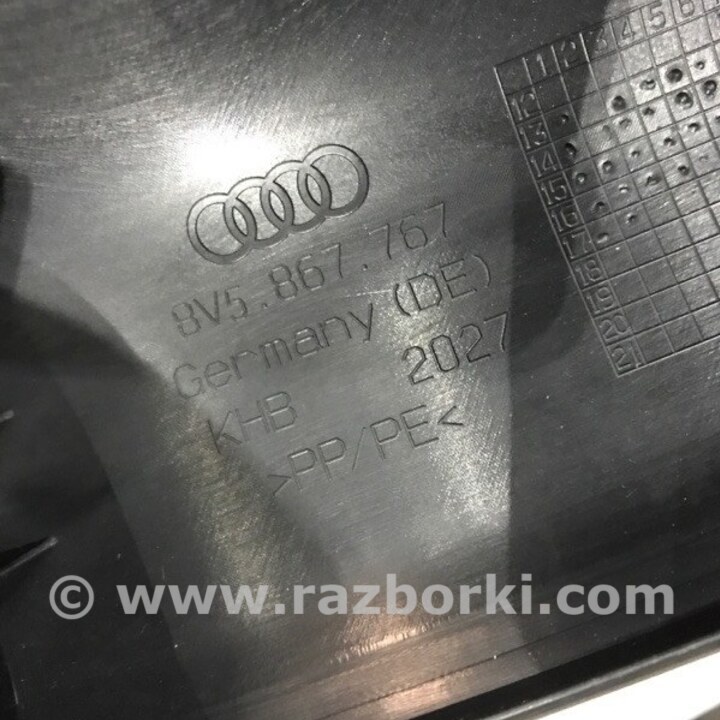 1 2 3 4 5 6
12
13
14
15
16
17
18
19
21
8V5.867.767
Germany (DE)
KHB 2027
>PP/PE<
© www.razborki.com